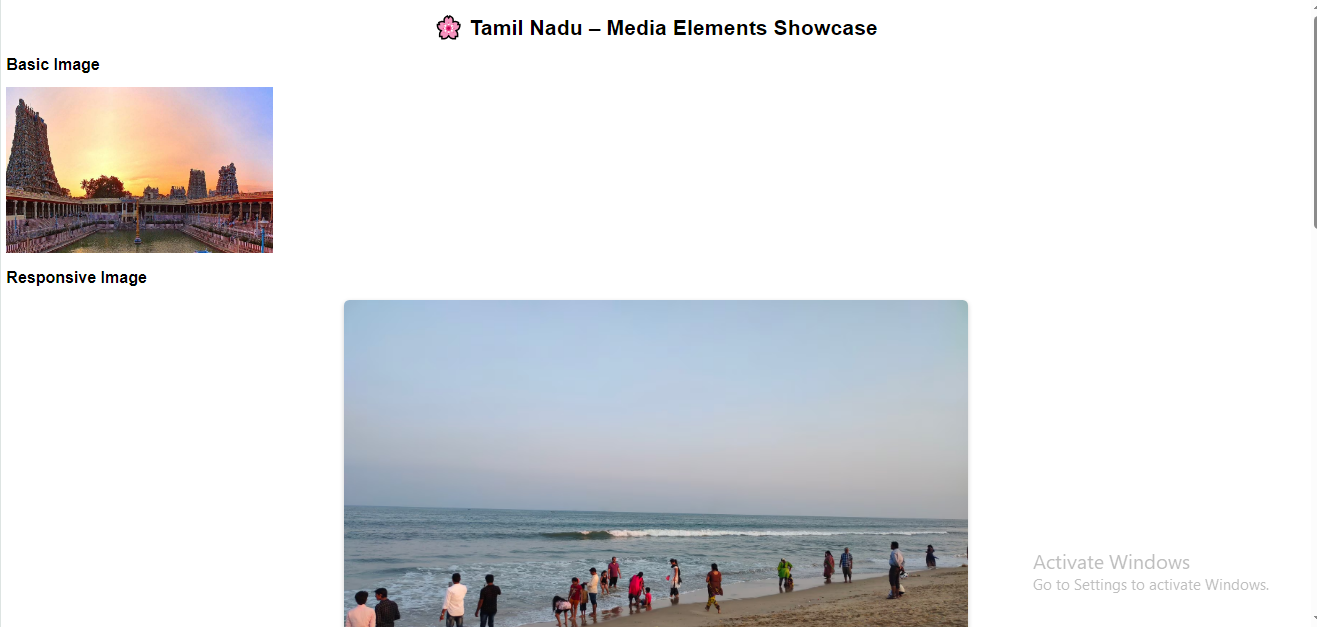 🌸 Tamil Nadu – Media Elements Showcase
Basic Image
Responsive Image
Activate Windows
Go to Settings to activate Windows.